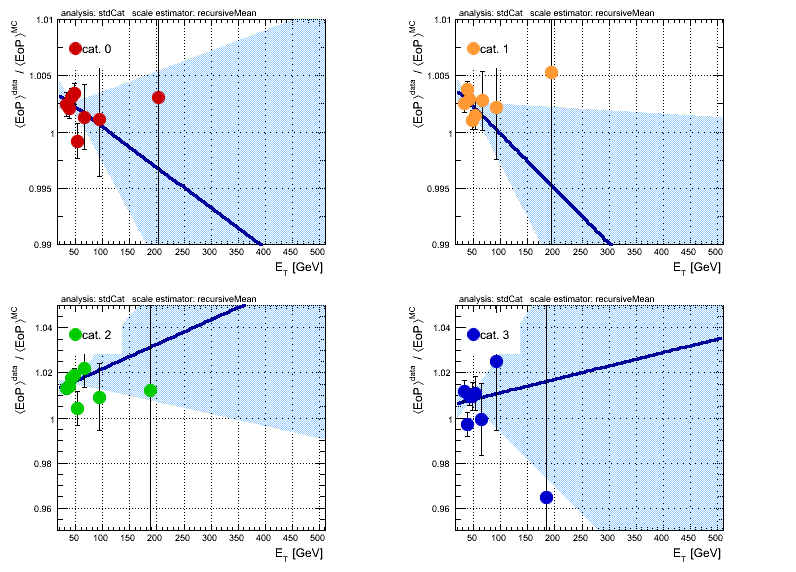 analysis: stdCat scale estimator: recursiveMean
⟨EoP⟩^data / ⟨EoP⟩^MC
1.01
1.005
1
0.995
0.99
cat. 0
50 100 150 200 250 300 350 400 450 500
E_T [GeV]
analysis: stdCat scale estimator: recursiveMean
⟨EoP⟩^data / ⟨EoP⟩^MC
1.01
1.005
1
0.995
0.99
cat. 1
50 100 150 200 250 300 350 400 450 500
E_T [GeV]
analysis: stdCat scale estimator: recursiveMean
⟨EoP⟩^data / ⟨EoP⟩^MC
1.04
1.02
1
0.98
0.96
cat. 2
50 100 150 200 250 300 350 400 450 500
E_T [GeV]
analysis: stdCat scale estimator: recursiveMean
⟨EoP⟩^data / ⟨EoP⟩^MC
1.04
1.02
1
0.98
0.96
cat. 3
50 100 150 200 250 300 350 400 450 500
E_T [GeV]